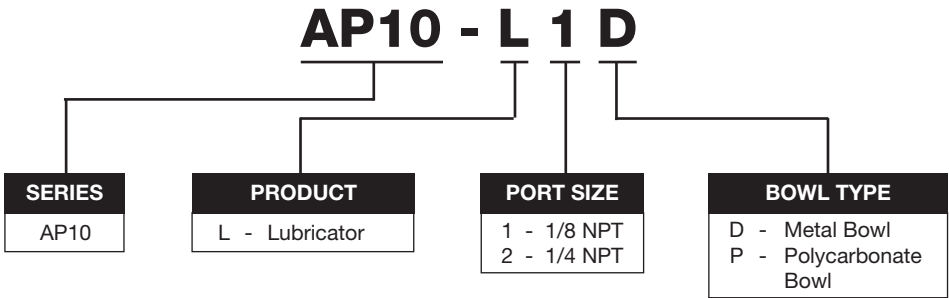 AP10 - L 1 D
SERIES
AP10
PRODUCT
L - Lubricator
PORT SIZE
1 - 1/8 NPT
2 - 1/4 NPT
BOWL TYPE
D - Metal Bowl
P - Polycarbonate
Bowl